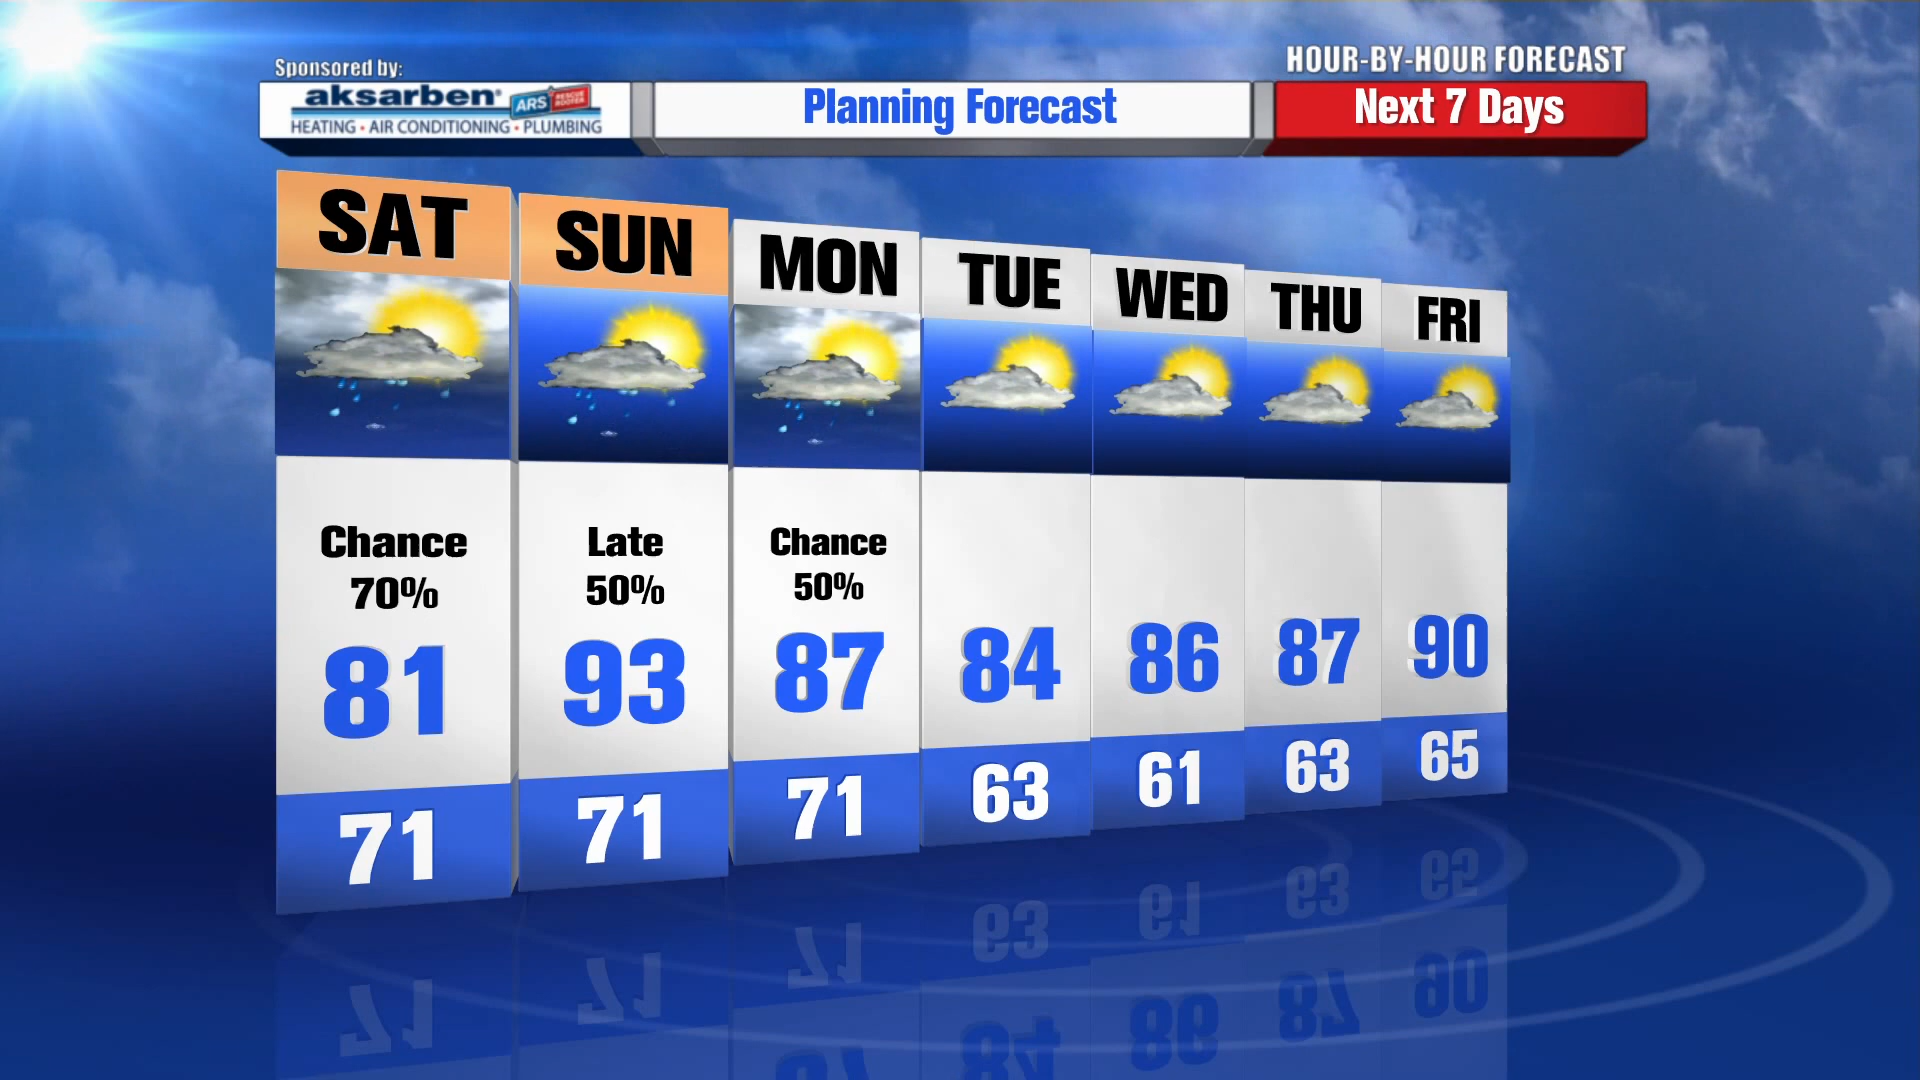 Sponsored by:
aksarben®
ARS RESCUE ROOTER
HEATING • AIR CONDITIONING • PLUMBING
Planning Forecast
HOUR-BY-HOUR FORECAST
Next 7 Days
SAT
SUN
MON
TUE
WED
THU
FRI
Chance
70%
81
71
Late
50%
93
71
Chance
50%
87
71
84
63
86
61
87
63
90
65